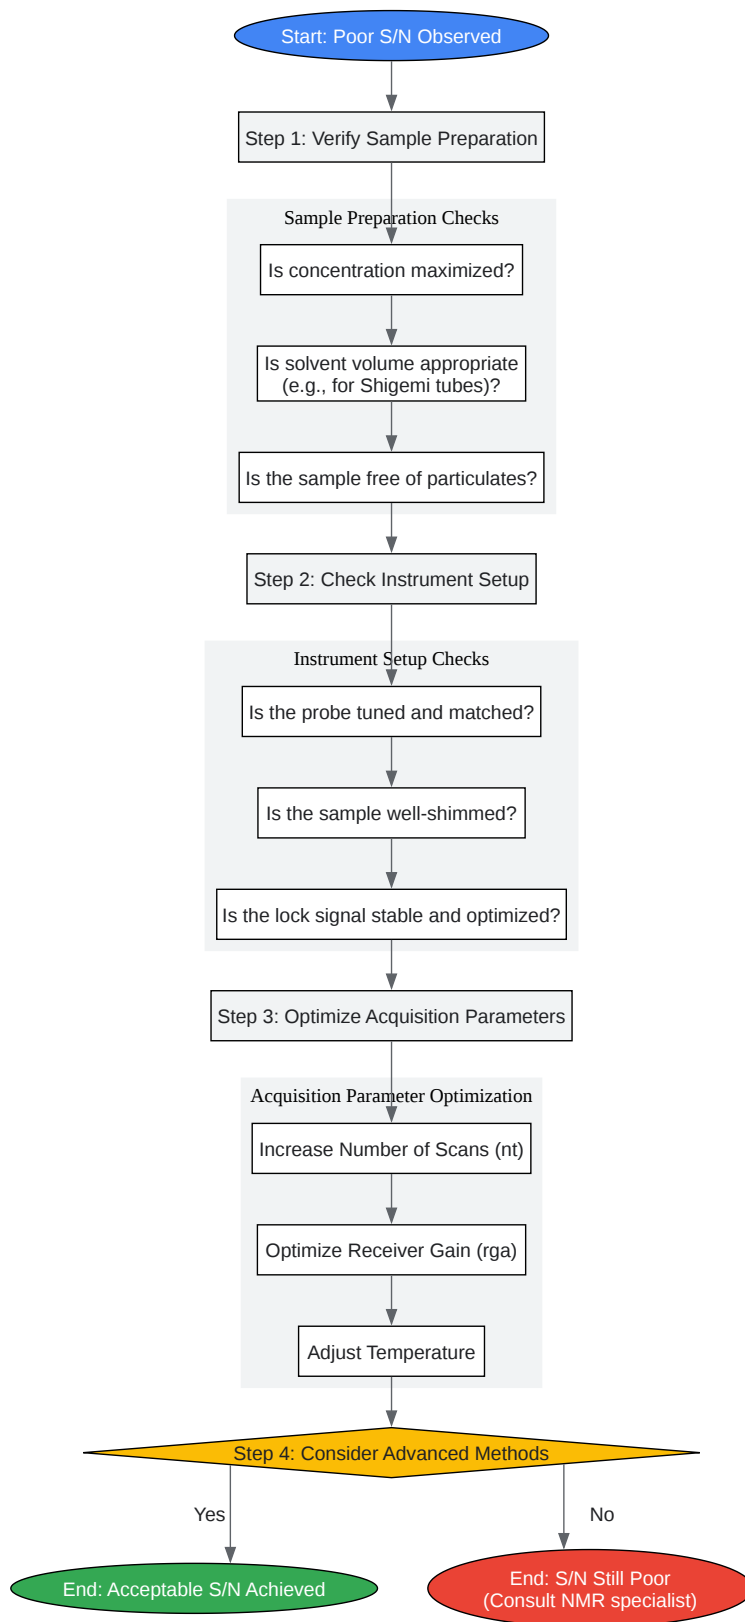 Start: Poor S/N Observed
Step 1: Verify Sample Preparation
Sample Preparation Checks
Is concentration maximized?
Is solvent volume appropriate
(e.g., for Shigemi tubes)?
Is the sample free of particulates?
Step 2: Check Instrument Setup
Instrument Setup Checks
Is the probe tuned and matched?
Is the sample well-shimmed?
Is the lock signal stable and optimized?
Step 3: Optimize Acquisition Parameters
Acquisition Parameter Optimization
Increase Number of Scans (nt)
Optimize Receiver Gain (rga)
Adjust Temperature
Step 4: Consider Advanced Methods
Yes
No
End: Acceptable S/N Achieved
End: S/N Still Poor
(Consult NMR specialist)